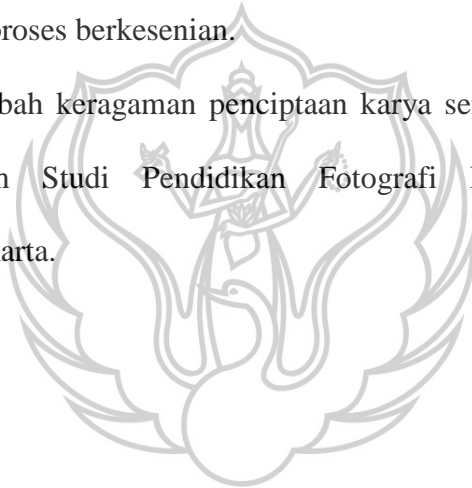 proses berkesenian.
bah keragaman penciptaan karya se
Studi Pendidikan Fotografi
arta.